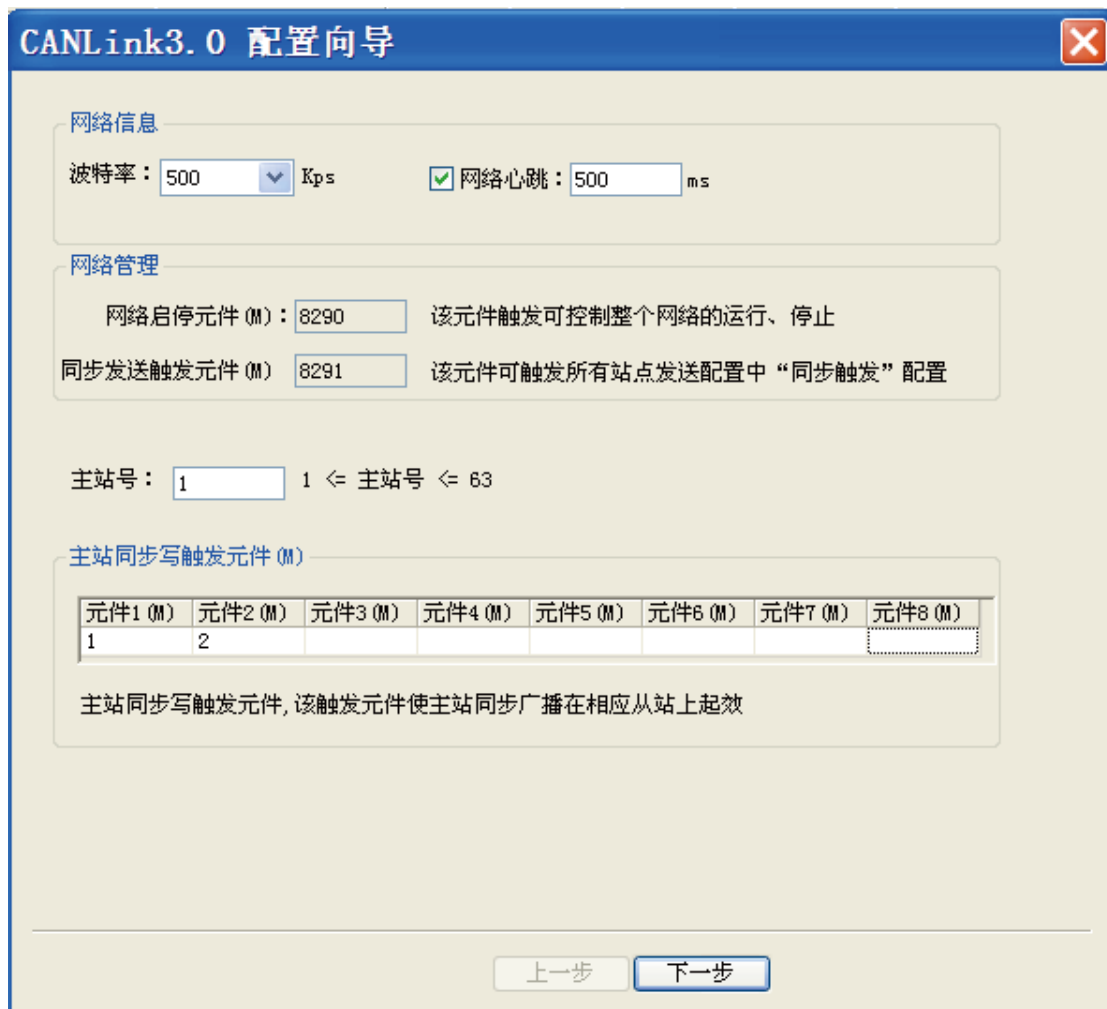 CANLink3.0 配置向导
网络信息
波特率：500 Kps 网络心跳：500 ms
网络管理
网络启停元件(M)：8290 该元件触发可控制整个网络的运行、停止
同步发送触发元件(M) 8291 该元件可触发所有站点发送配置中“同步触发”配置
主站号：1 1 <= 主站号 <= 63
主站同步写触发元件(M)
元件1(M) 元件2(M) 元件3(M) 元件4(M) 元件5(M) 元件6(M) 元件7(M) 元件8(M)
1 2
主站同步写触发元件,该触发元件使主站同步广播在相应从站上起效
上一步 下一步